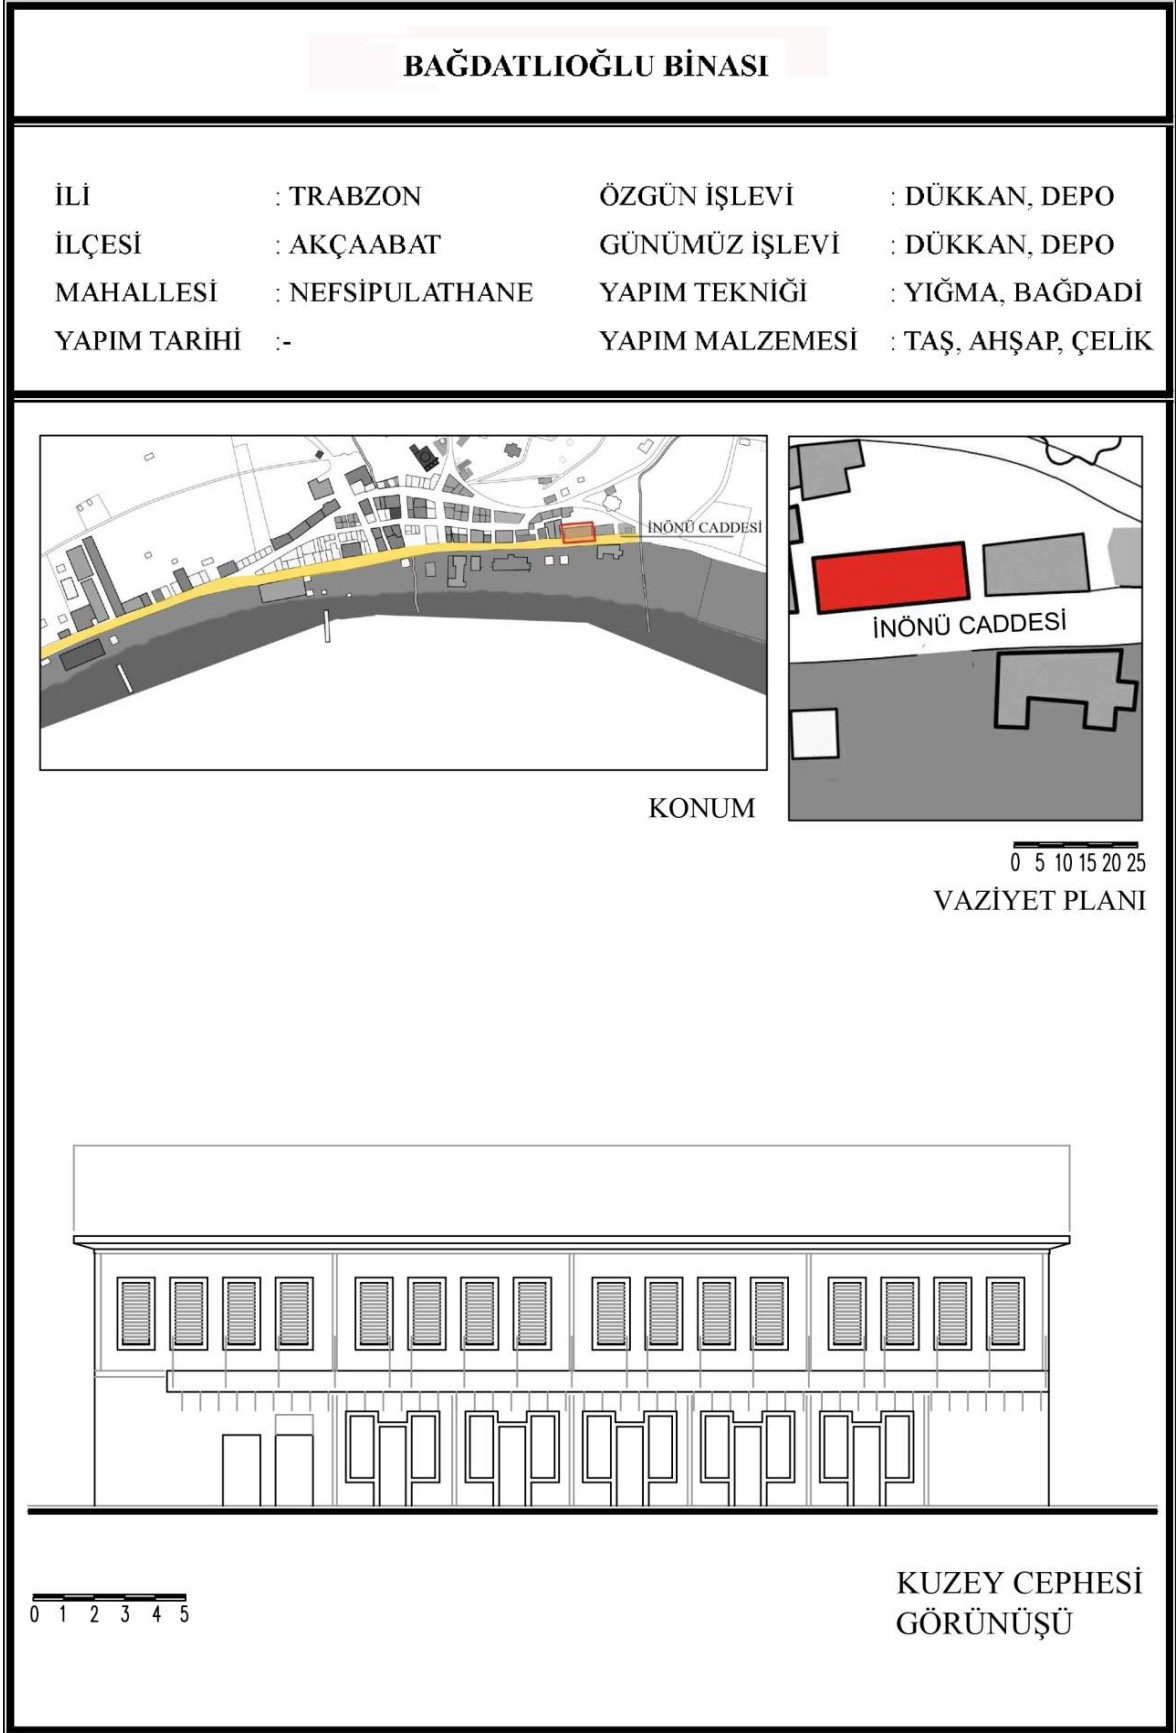 BAĞDATLIOĞLU BİNASI
İLİ : TRABZON ÖZGÜN İŞLEVİ : DÜKKAN, DEPO
İLÇESİ : AKÇAABAT GÜNÜMÜZ İŞLEVİ : DÜKKAN, DEPO
MAHALLESİ : NEFSİPULATHANE YAPIM TEKNİĞİ : YIĞMA, BAĞDADİ
YAPIM TARİHİ :- YAPIM MALZEMESİ : TAŞ, AHŞAP, ÇELİK
İNÖNÜ CADDESİ
İNÖNÜ CADDESİ
KONUM
0 5 10 15 20 25
VAZİYET PLANI
0 1 2 3 4 5
KUZEY CEPHESİ
GÖRÜNÜŞÜ